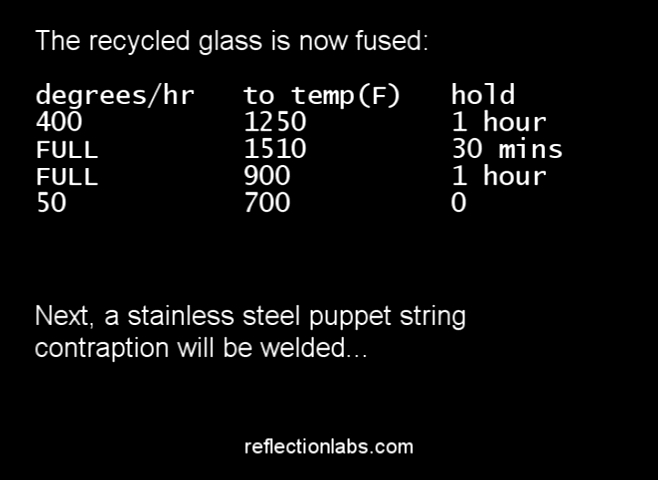 The recycled glass is now fused:
degrees/hr to temp(F) hold
400 1250 1 hour
FULL 1510 30 mins
FULL 900 1 hour
50 700 0
Next, a stainless steel puppet string
contraption will be welded...
reflectionlabs.com